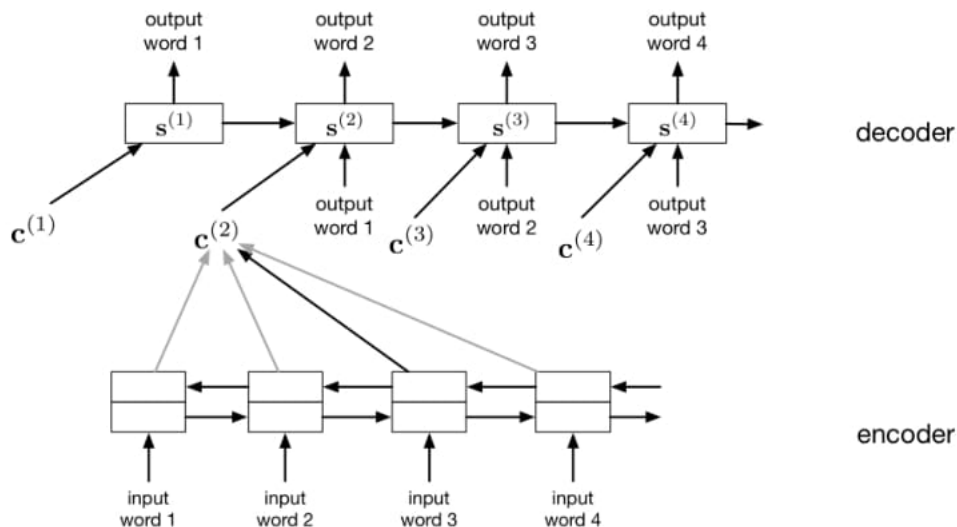 output
word 1
output
word 2
output
word 3
output
word 4
s^(1)
s^(2)
s^(3)
s^(4)
decoder
output
word 1
output
word 2
output
word 3
c^(1)
c^(2)
c^(3)
c^(4)
encoder
input
word 1
input
word 2
input
word 3
input
word 4